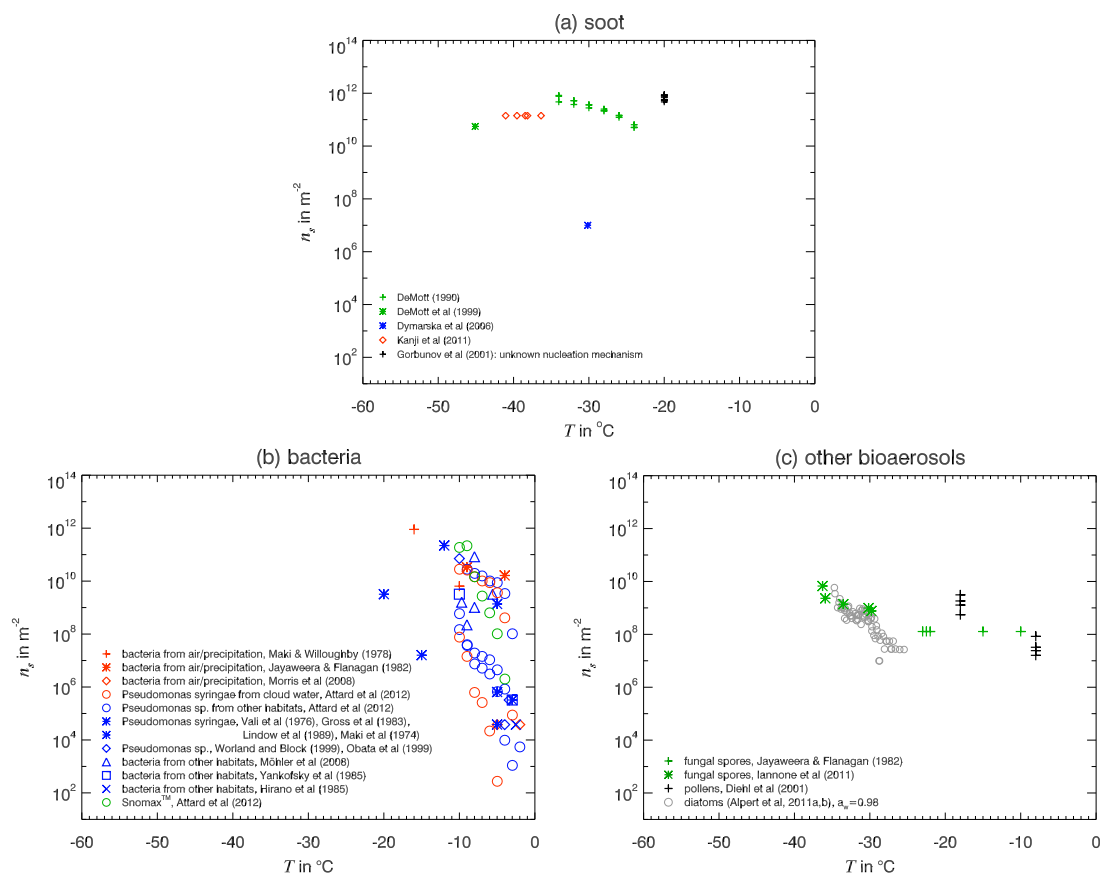 (a) soot
10^14
10^12
10^10
10^8
10^6
10^4
10^2
n_s in m^-2
DeMott (1990)
DeMott et al (1999)
Dymarska et al (2006)
Kanji et al (2011)
Gorbunov et al (2001): unknown nucleation mechanism
-60 -50 -40 -30 -20 -10 0
T in °C
(b) bacteria
10^14
10^12
10^10
10^8
10^6
10^4
10^2
n_s in m^-2
bacteria from air/precipitation, Maki & Willoughby (1978)
bacteria from air/precipitation, Jayaweera & Flanagan (1982)
bacteria from air/precipitation, Morris et al (2008)
Pseudomonas syringae from cloud water, Attard et al (2012)
Pseudomonas sp. from other habitats, Attard et al (2012)
Pseudomonas syringae, Vali et al (1976), Gross et al (1983),
Lindow et al (1989), Maki et al (1974)
Pseudomonas sp., Worland and Block (1999), Obata et al (1999)
bacteria from other habitats, Möhler et al (2008)
bacteria from other habitats, Yankofsky et al (1985)
bacteria from other habitats, Hirano et al (1985)
Snomax™, Attard et al (2012)
-60 -50 -40 -30 -20 -10 0
T in °C
(c) other bioaerosols
10^14
10^12
10^10
10^8
10^6
10^4
10^2
n_s in m^-2
fungal spores, Jayaweera & Flanagan (1982)
fungal spores, Iannone et al (2011)
pollens, Diehl et al (2001)
diatoms (Alpert et al, 2011a,b), a_w=0.98
-60 -50 -40 -30 -20 -10 0
T in °C